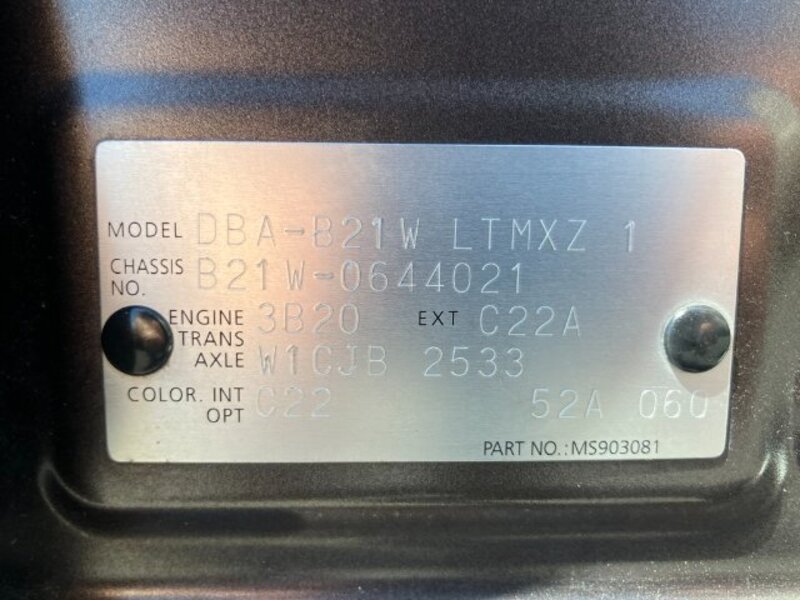 MODEL DBA-B21W LTMXZ 1
CHASSIS NO. B21W-0644021
ENGINE 3B20 EXT C22A
TRANS AXLE W1CJB 2533
COLOR. INT OPT C22 52A 060
PART NO.:MS903081